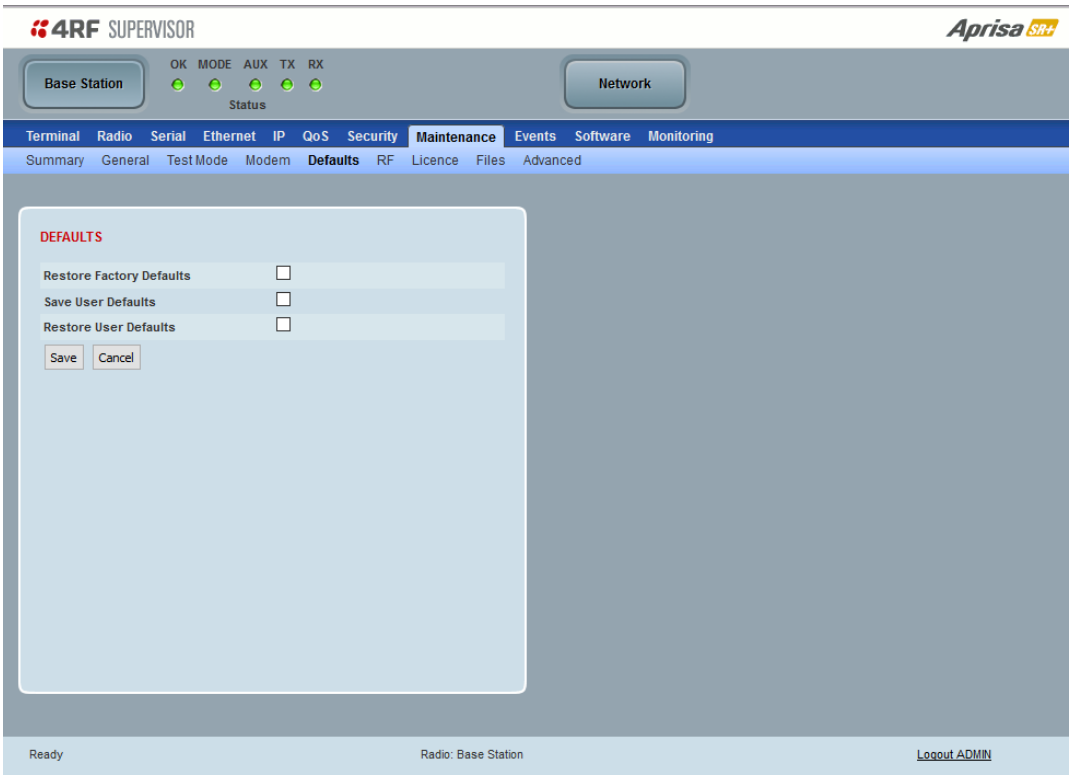 4RF SUPERVISOR
Aprisa SR+
Base Station
OK MODE AUX TX RX
Status
Network
Terminal Radio Serial Ethernet IP QoS Security Maintenance Events Software Monitoring
Summary General Test Mode Modem Defaults RF Licence Files Advanced
DEFAULTS
Restore Factory Defaults
Save User Defaults
Restore User Defaults
Save Cancel
Ready Radio: Base Station Logout ADMIN